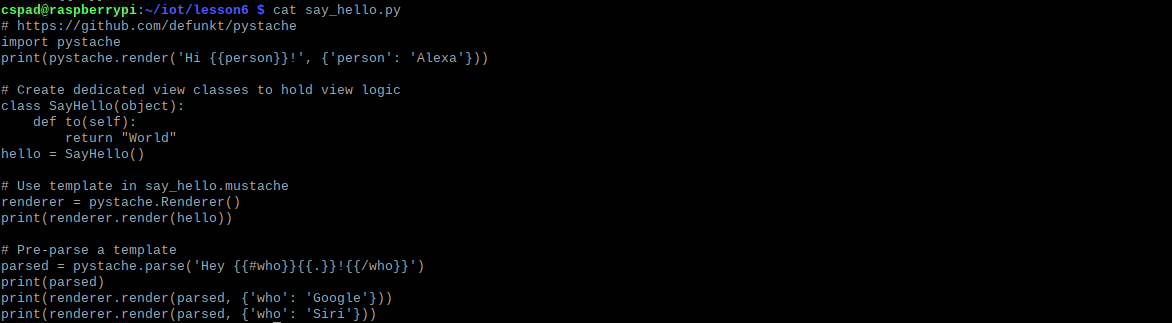 cspad@raspberrypi:~/iot/lesson6 $ cat say_hello.py
# https://github.com/defunkt/pystache
import pystache
print(pystache.render('Hi {{person}}!', {'person': 'Alexa'}))

# Create dedicated view classes to hold view logic
class SayHello(object):
    def to(self):
        return "World"
hello = SayHello()

# Use template in say_hello.mustache
renderer = pystache.Renderer()
print(renderer.render(hello))

# Pre-parse a template
parsed = pystache.parse('Hey {{#who}}{{.}}!{{/who}}')
print(parsed)
print(renderer.render(parsed, {'who': 'Google'}))
print(renderer.render(parsed, {'who': 'Siri'}))